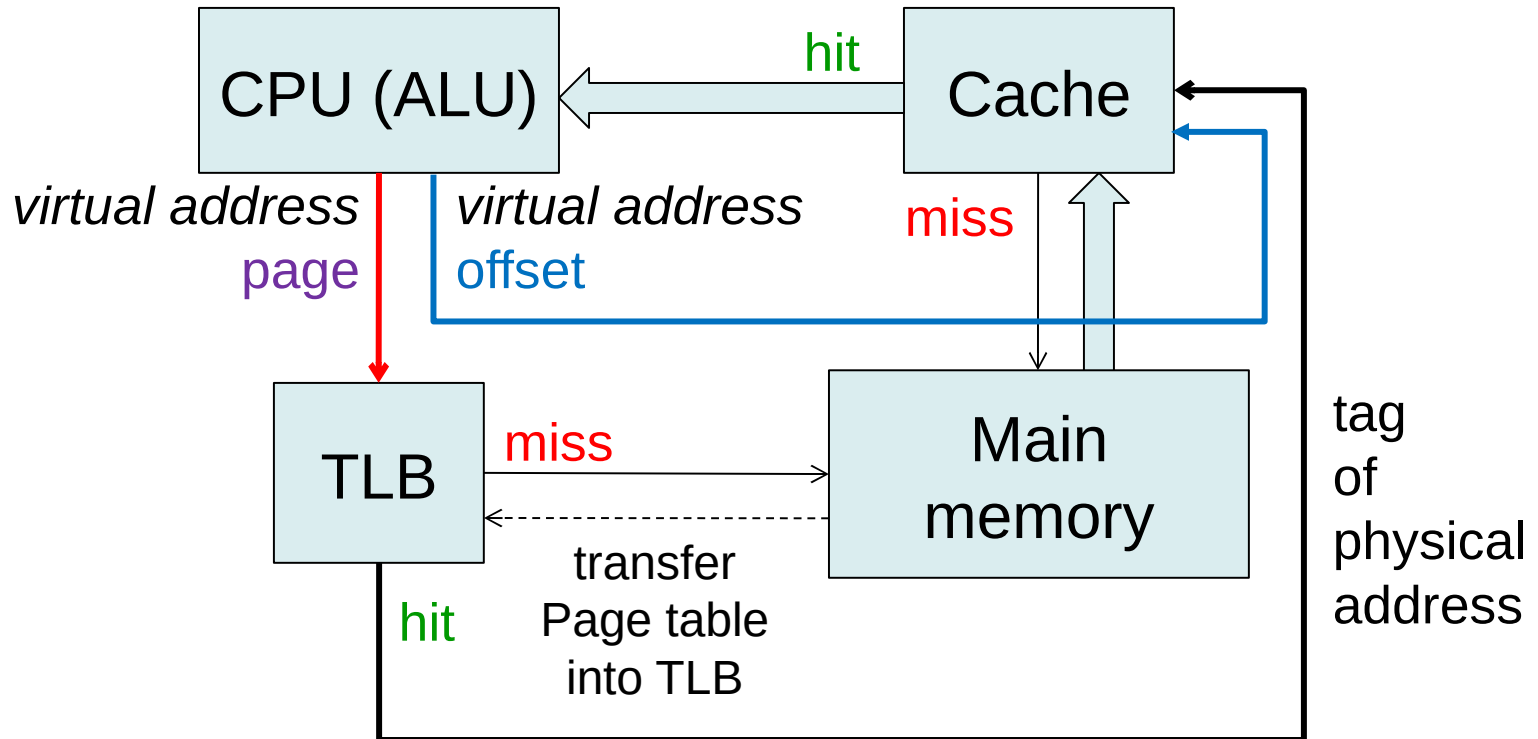 CPU (ALU)
hit
Cache
virtual address
page
virtual address
offset
miss
TLB
miss
Main
memory
transfer
Page table
into TLB
hit
tag
of
physical
address